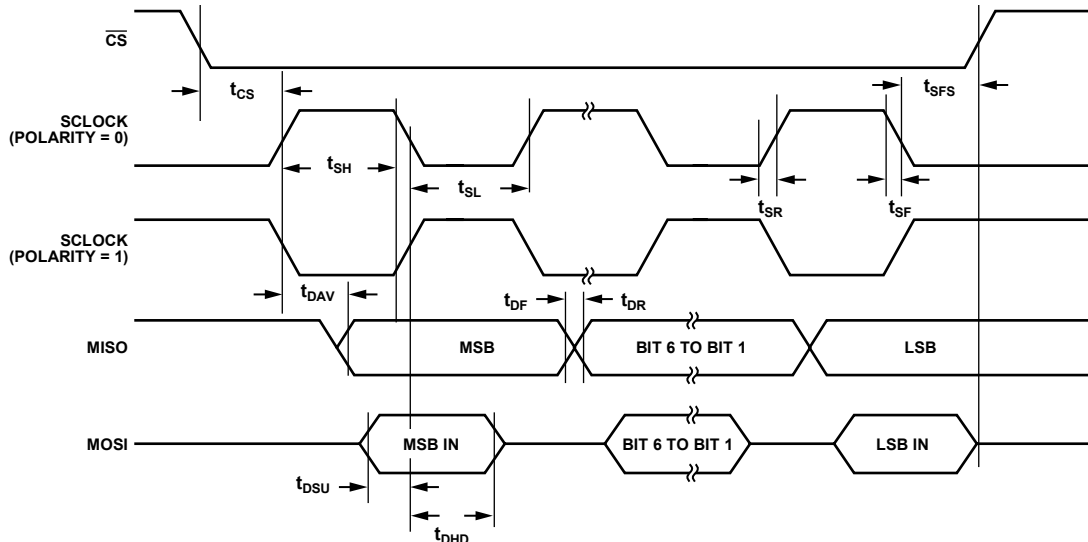 CS
tCS
tSFS
SCLOCK
(POLARITY = 0)
tSH
tSL
tSR
tSF
SCLOCK
(POLARITY = 1)
tDAV
tDF
tDR
MISO
MSB
BIT 6 TO BIT 1
LSB
MOSI
MSB IN
BIT 6 TO BIT 1
LSB IN
tDSU
tDHD